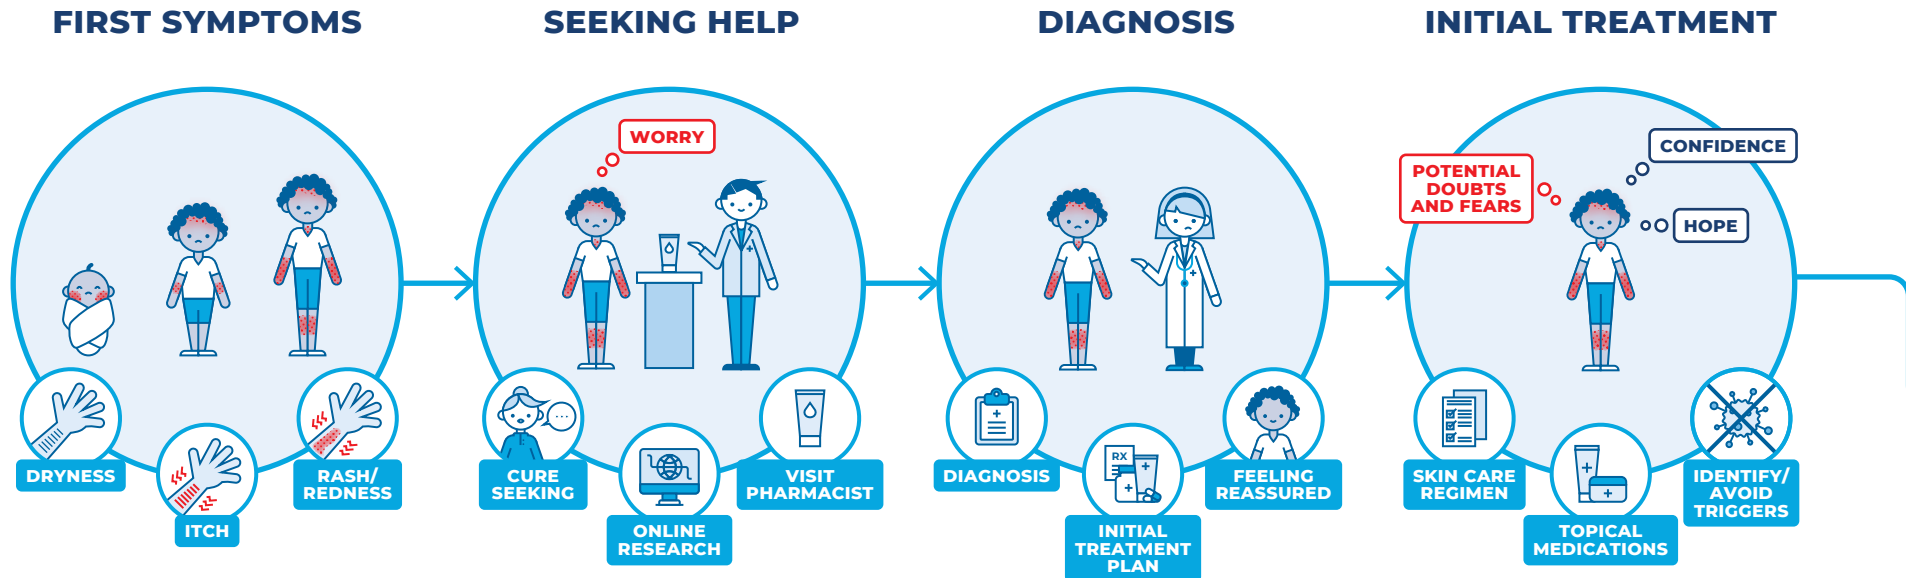 FIRST SYMPTOMS
SEEKING HELP
DIAGNOSIS
INITIAL TREATMENT
WORRY
CONFIDENCE
POTENTIAL
DOUBTS
AND FEARS
HOPE
DRYNESS
ITCH
RASH/
REDNESS
CURE
SEEKING
ONLINE
RESEARCH
VISIT
PHARMACIST
DIAGNOSIS
RX
INITIAL
TREATMENT
PLAN
FEELING
REASSURED
SKIN CARE
REGIMEN
TOPICAL
MEDICATIONS
IDENTIFY/
AVOID
TRIGGERS